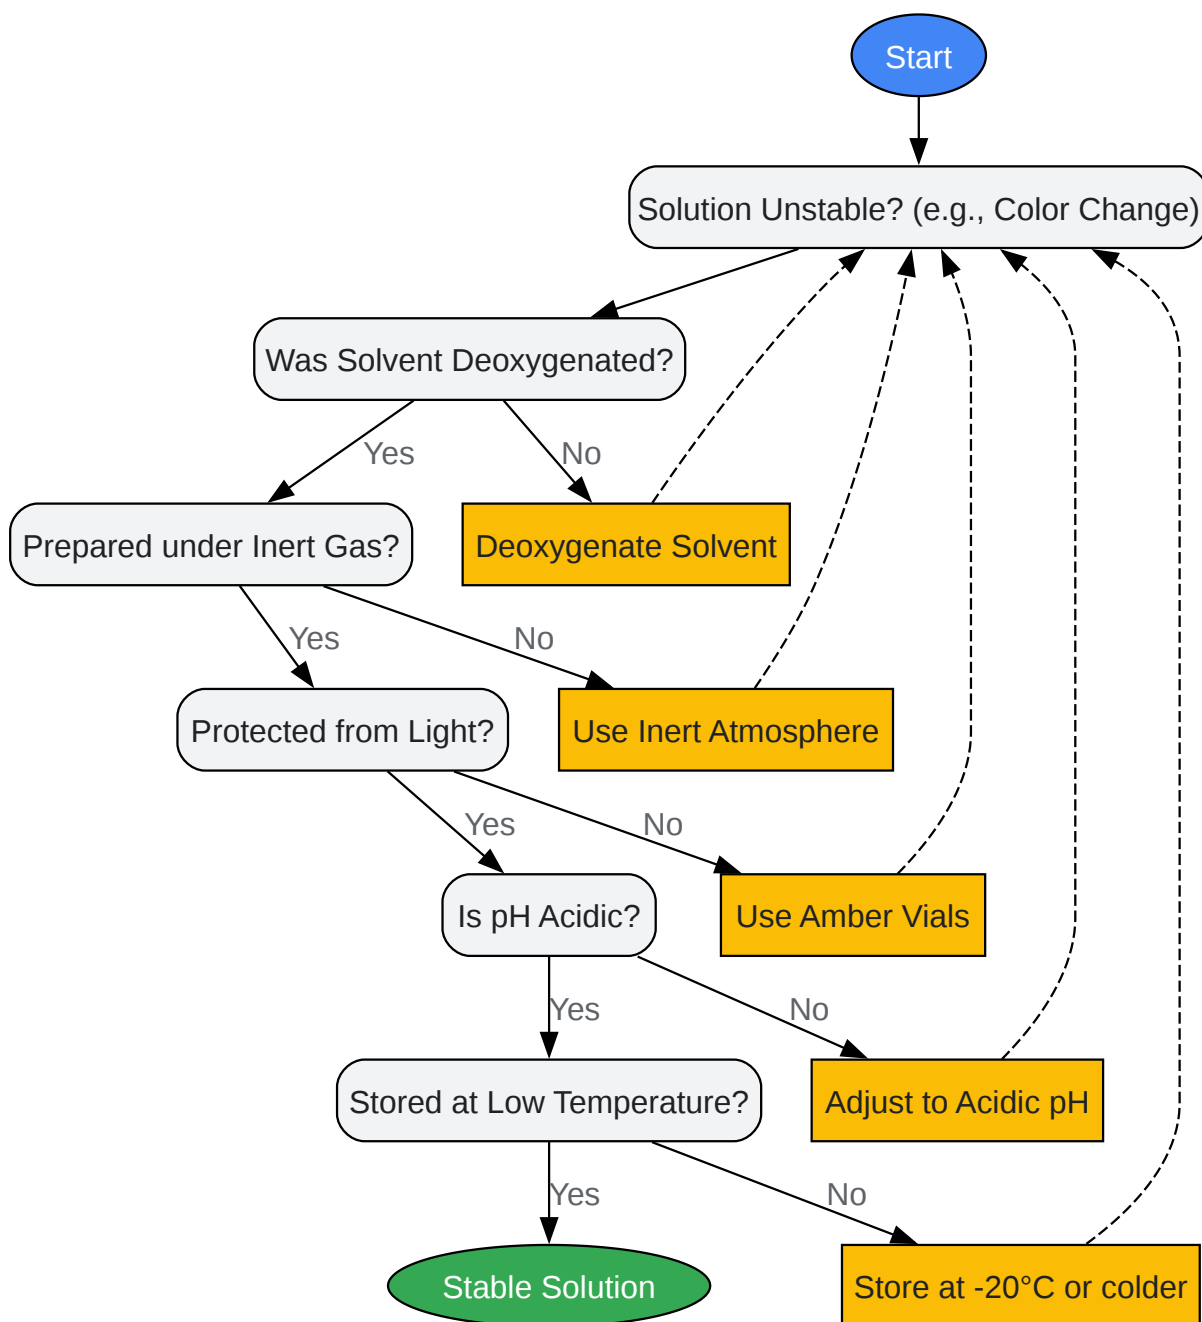 Start
Solution Unstable? (e.g., Color Change)
Was Solvent Deoxygenated?
Yes
No
Prepared under Inert Gas?
Deoxygenate Solvent
Yes
No
Protected from Light?
Use Inert Atmosphere
Yes
No
Is pH Acidic?
Use Amber Vials
Yes
No
Stored at Low Temperature?
Adjust to Acidic pH
Yes
No
Stable Solution
Store at -20°C or colder